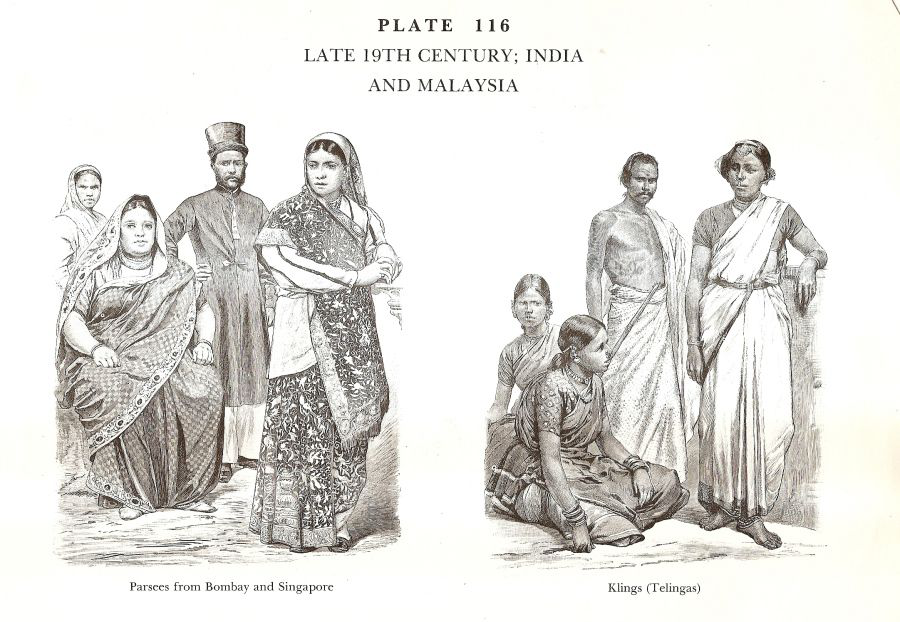 PLATE 116
LATE 19TH CENTURY; INDIA
AND MALAYSIA
Parsees from Bombay and Singapore
Klings (Telingas)